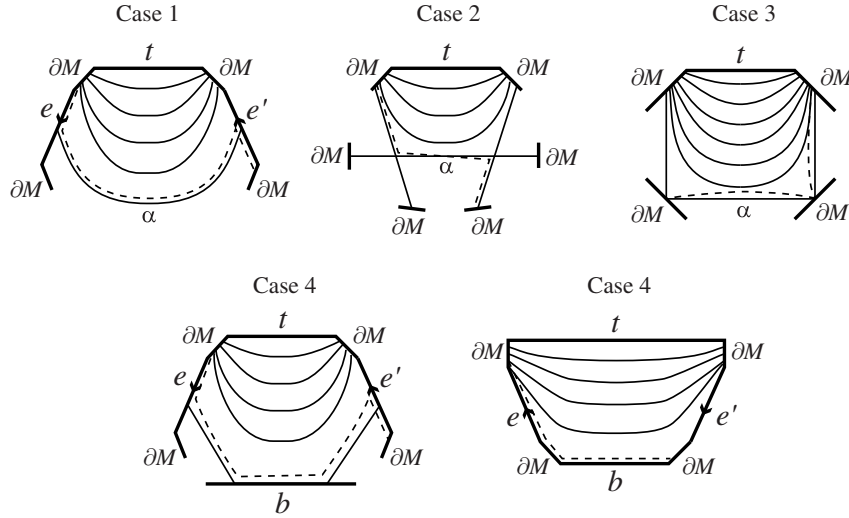 Case 1
t
∂M ∂M
e e'
∂M ∂M
α
Case 2
t
∂M ∂M
∂M ∂M
α
∂M ∂M
Case 3
t
∂M ∂M
∂M ∂M
α
Case 4
t
∂M ∂M
e e'
∂M ∂M
b
Case 4
t
∂M ∂M
e e'
∂M ∂M
b